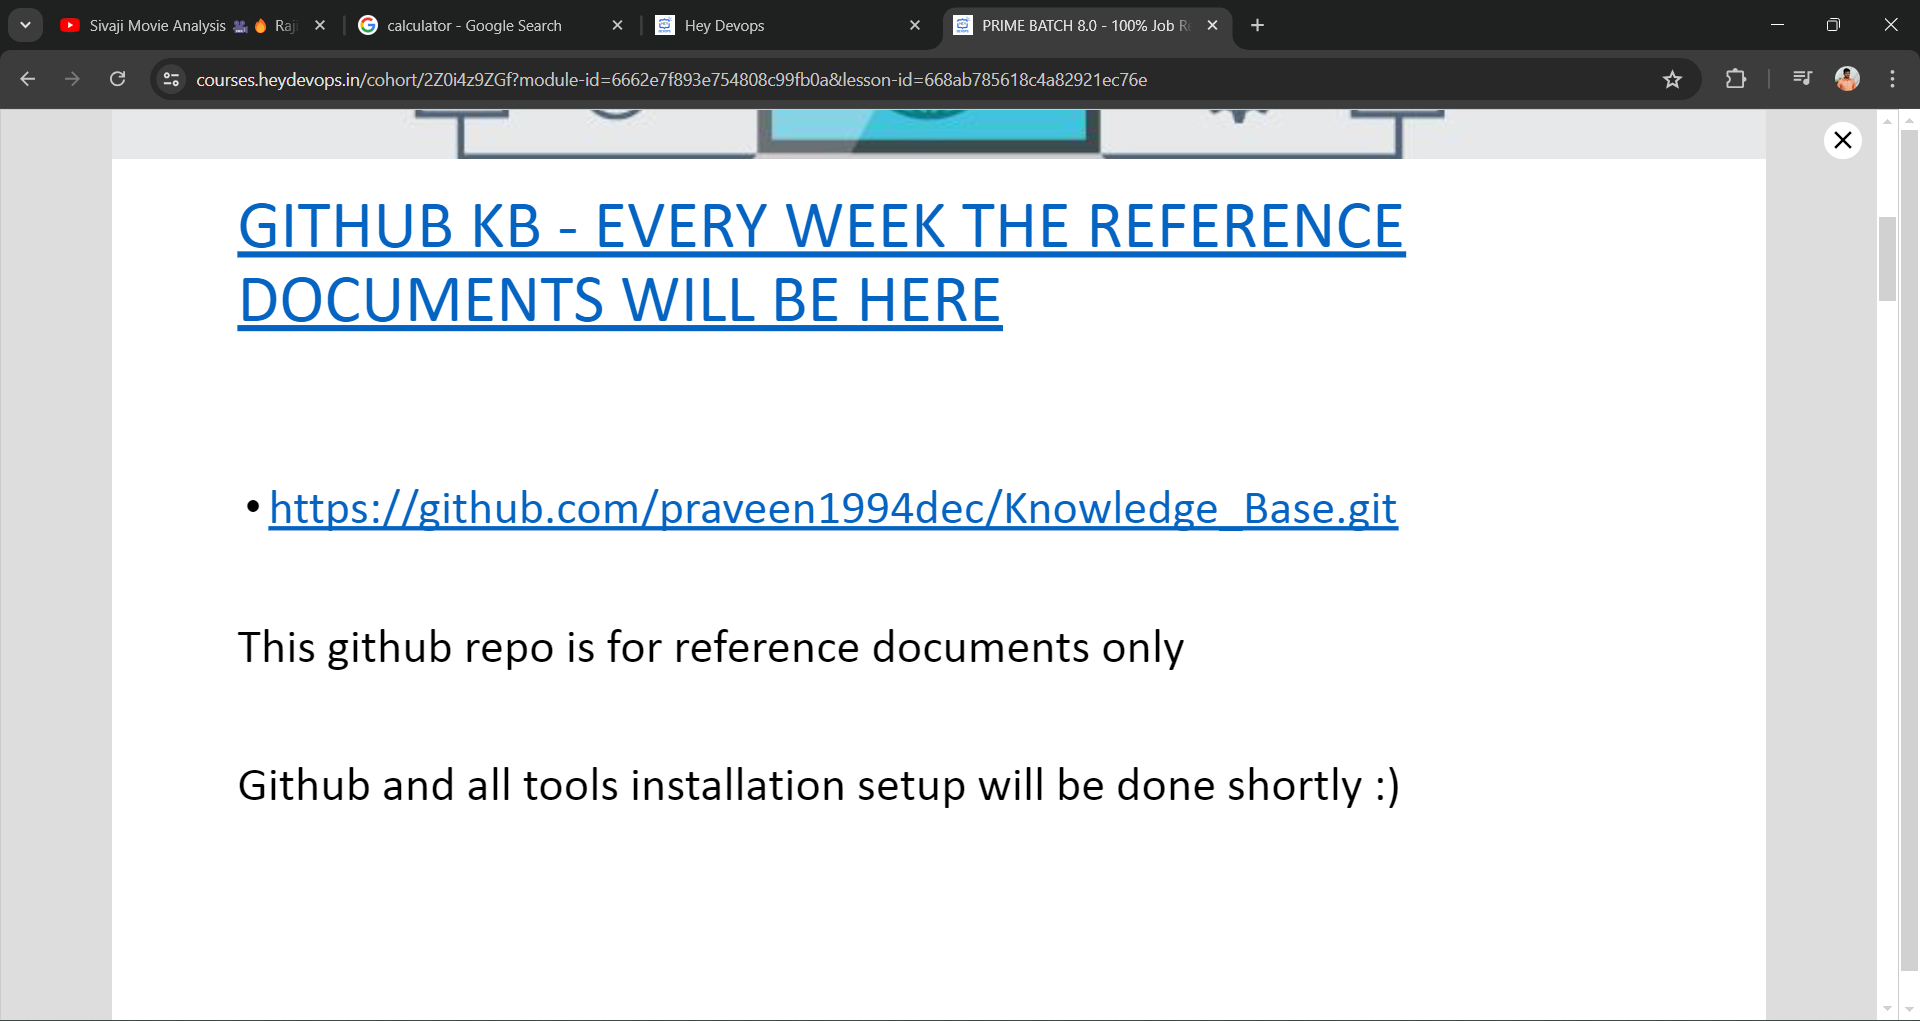 Sivaji Movie Analysis 🎥🔥 Raji
calculator - Google Search
Hey Devops
PRIME BATCH 8.0 - 100% Job R
courses.heydevops.in/cohort/2Z0i4z9ZGf?module-id=6662e7f893e754808c99fb0a&lesson-id=668ab785618c4a82921ec76e
GITHUB KB - EVERY WEEK THE REFERENCE
DOCUMENTS WILL BE HERE
• https://github.com/praveen1994dec/Knowledge_Base.git
This github repo is for reference documents only
Github and all tools installation setup will be done shortly :)